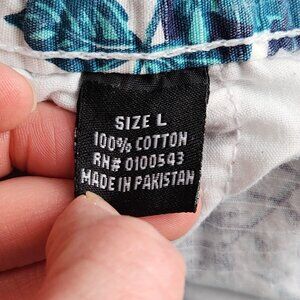 SIZE L
100% COTTON
RN# 0100543
MADE IN PAKISTAN